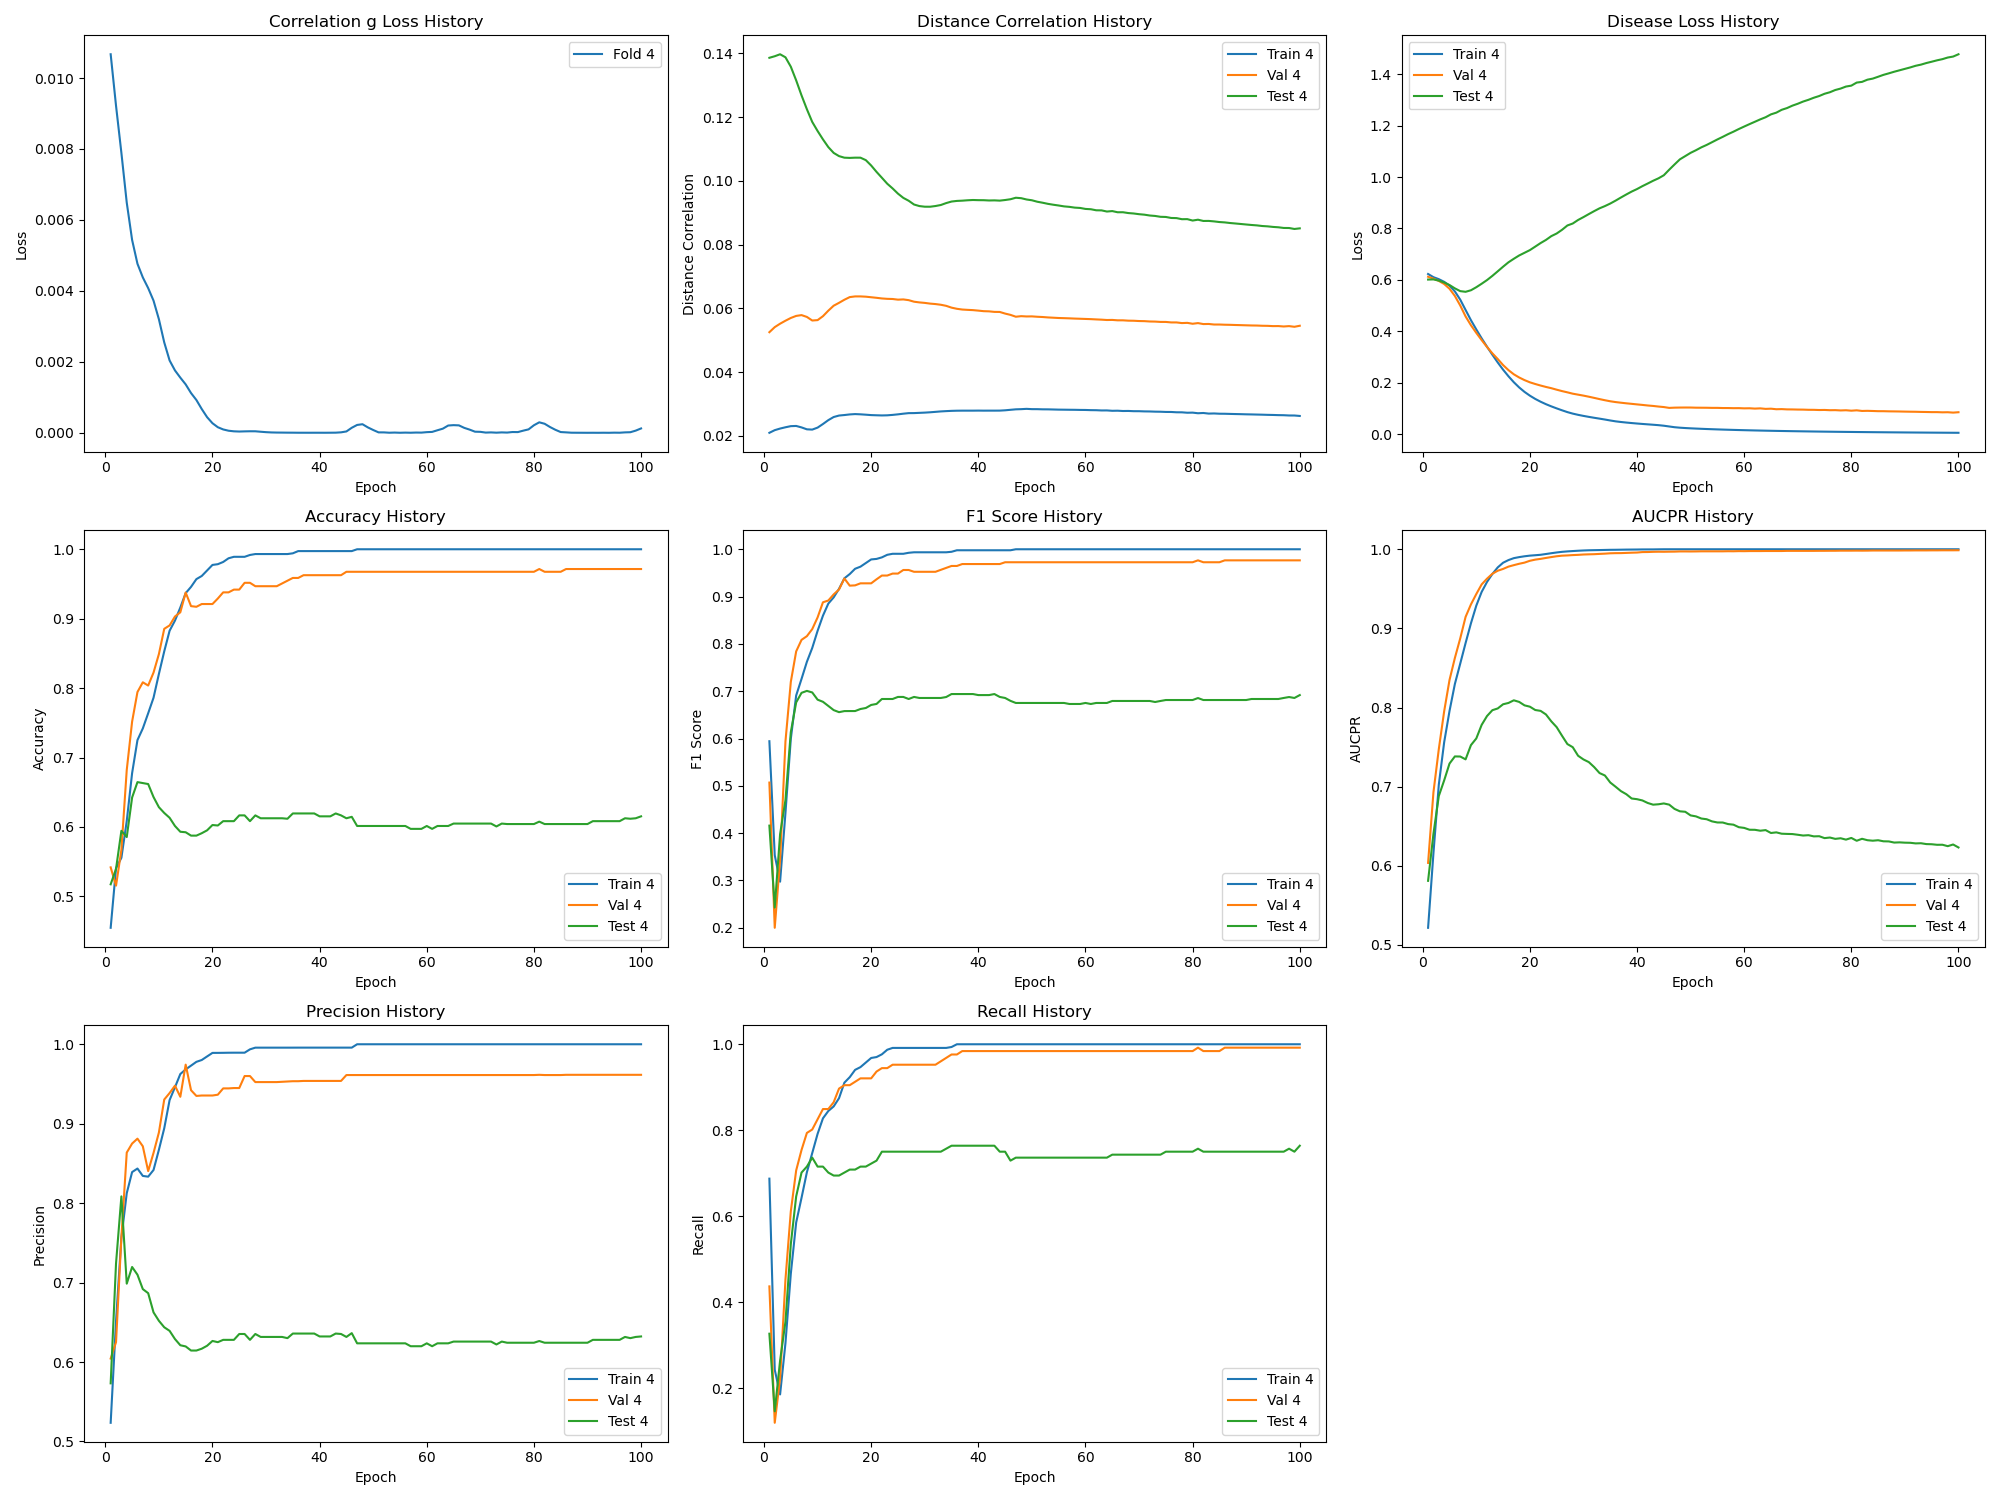 Correlation g Loss History
Fold 4
0.010
0.008
0.006
0.004
0.002
0.000
Loss
0 20 40 60 80 100
Epoch
Distance Correlation History
Train 4
Val 4
Test 4
0.14
0.12
0.10
0.08
0.06
0.04
0.02
Distance Correlation
0 20 40 60 80 100
Epoch
Disease Loss History
Train 4
Val 4
Test 4
1.4
1.2
1.0
0.8
0.6
0.4
0.2
0.0
Loss
0 20 40 60 80 100
Epoch
Accuracy History
1.0
0.9
0.8
0.7
0.6
0.5
Accuracy
Train 4
Val 4
Test 4
0 20 40 60 80 100
Epoch
F1 Score History
1.0
0.9
0.8
0.7
0.6
0.5
0.4
0.3
0.2
F1 Score
Train 4
Val 4
Test 4
0 20 40 60 80 100
Epoch
AUCPR History
1.0
0.9
0.8
0.7
0.6
0.5
AUCPR
Train 4
Val 4
Test 4
0 20 40 60 80 100
Epoch
Precision History
1.0
0.9
0.8
0.7
0.6
0.5
Precision
Train 4
Val 4
Test 4
0 20 40 60 80 100
Epoch
Recall History
1.0
0.8
0.6
0.4
0.2
Recall
Train 4
Val 4
Test 4
0 20 40 60 80 100
Epoch